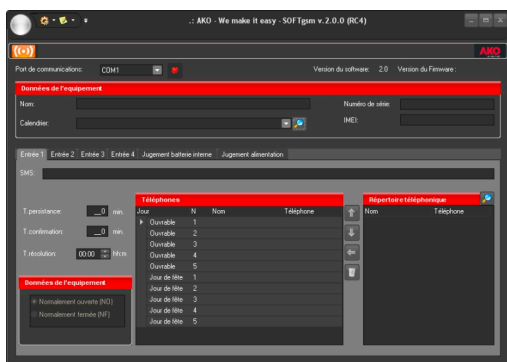 .: AKO - We make it easy - SOFTgsm v.2.0.0 (RC4)
AKO
Port de communications: COM1 Version du software: 2.0 Version du Firmware :
Données de l'equipement
Nom: Numéro de série:
Calendrier: IMEI:
Entrée 1 Entrée 2 Entrée 3 Entrée 4 Jugement batterie interne Jugement alimentation
SMS:
Téléphones Répertoire téléphonique
Jour N Nom Téléphone Nom Téléphone
Ouvrable 1
Ouvrable 2
Ouvrable 3
Ouvrable 4
Ouvrable 5
Jour de fête 1
Jour de fête 2
Jour de fête 3
Jour de fête 4
Jour de fête 5
T.persistance: __0 min.
T.confirmation: __0 min.
T.résolution: 00:00 hh:m
Données de l'equipement
Normalement ouverte (NO)
Normalement fermée (NF)